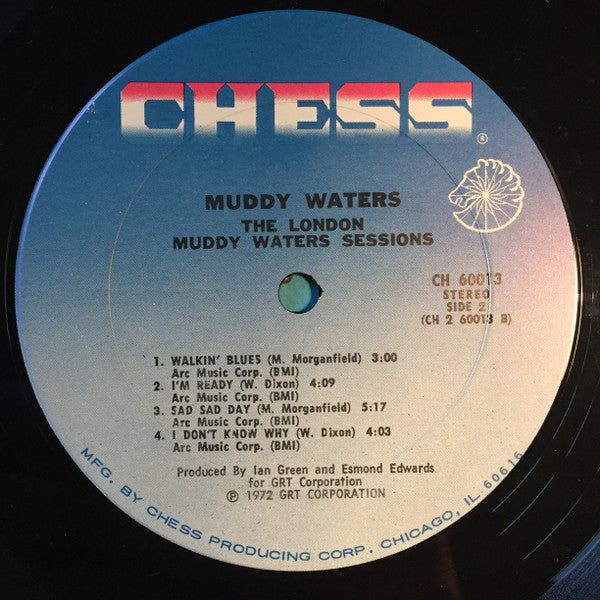 CHESS
®
MUDDY WATERS
THE LONDON
MUDDY WATERS SESSIONS
CH 60013
STEREO
SIDE 2
(CH 2 60013 B)
1. WALKIN' BLUES (M. Morganfield) 3:00
Arc Music Corp. (BMI)
2. I'M READY (W. Dixon) 4:09
Arc Music Corp. (BMI)
3. SAD SAD DAY (M. Morganfield) 5:17
Arc Music Corp. (BMI)
4. I DON'T KNOW WHY (W. Dixon) 4:03
Arc Music Corp. (BMI)
Produced By Ian Green and Esmond Edwards
for GRT Corporation
℗ 1972 GRT CORPORATION
MFG. BY CHESS PRODUCING CORP. CHICAGO, IL 60616